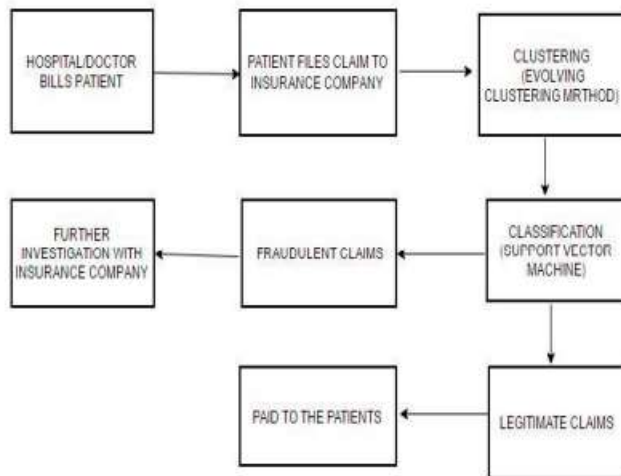 HOSPITAL/DOCTOR
BILLS PATIENT
PATIENT FILES CLAIM TO
INSURANCE COMPANY
CLUSTERING
(EVOLVING
CLUSTERING MRTHOD)
CLASSIFICATION
(SUPPORT VECTOR
MACHINE)
FRAUDULENT CLAIMS
FURTHER
INVESTIGATION WITH
INSURANCE COMPANY
LEGITIMATE CLAIMS
PAID TO THE PATIENTS